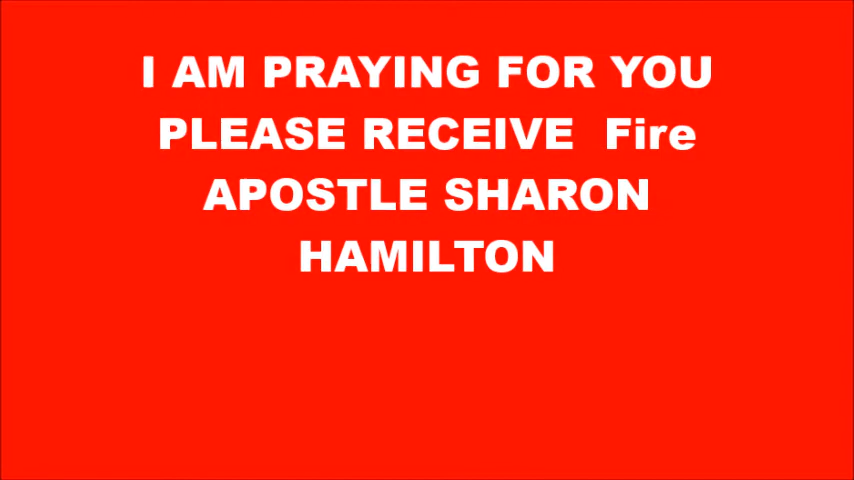 I AM PRAYING FOR YOU
PLEASE RECEIVE  Fire
APOSTLE SHARON
HAMILTON